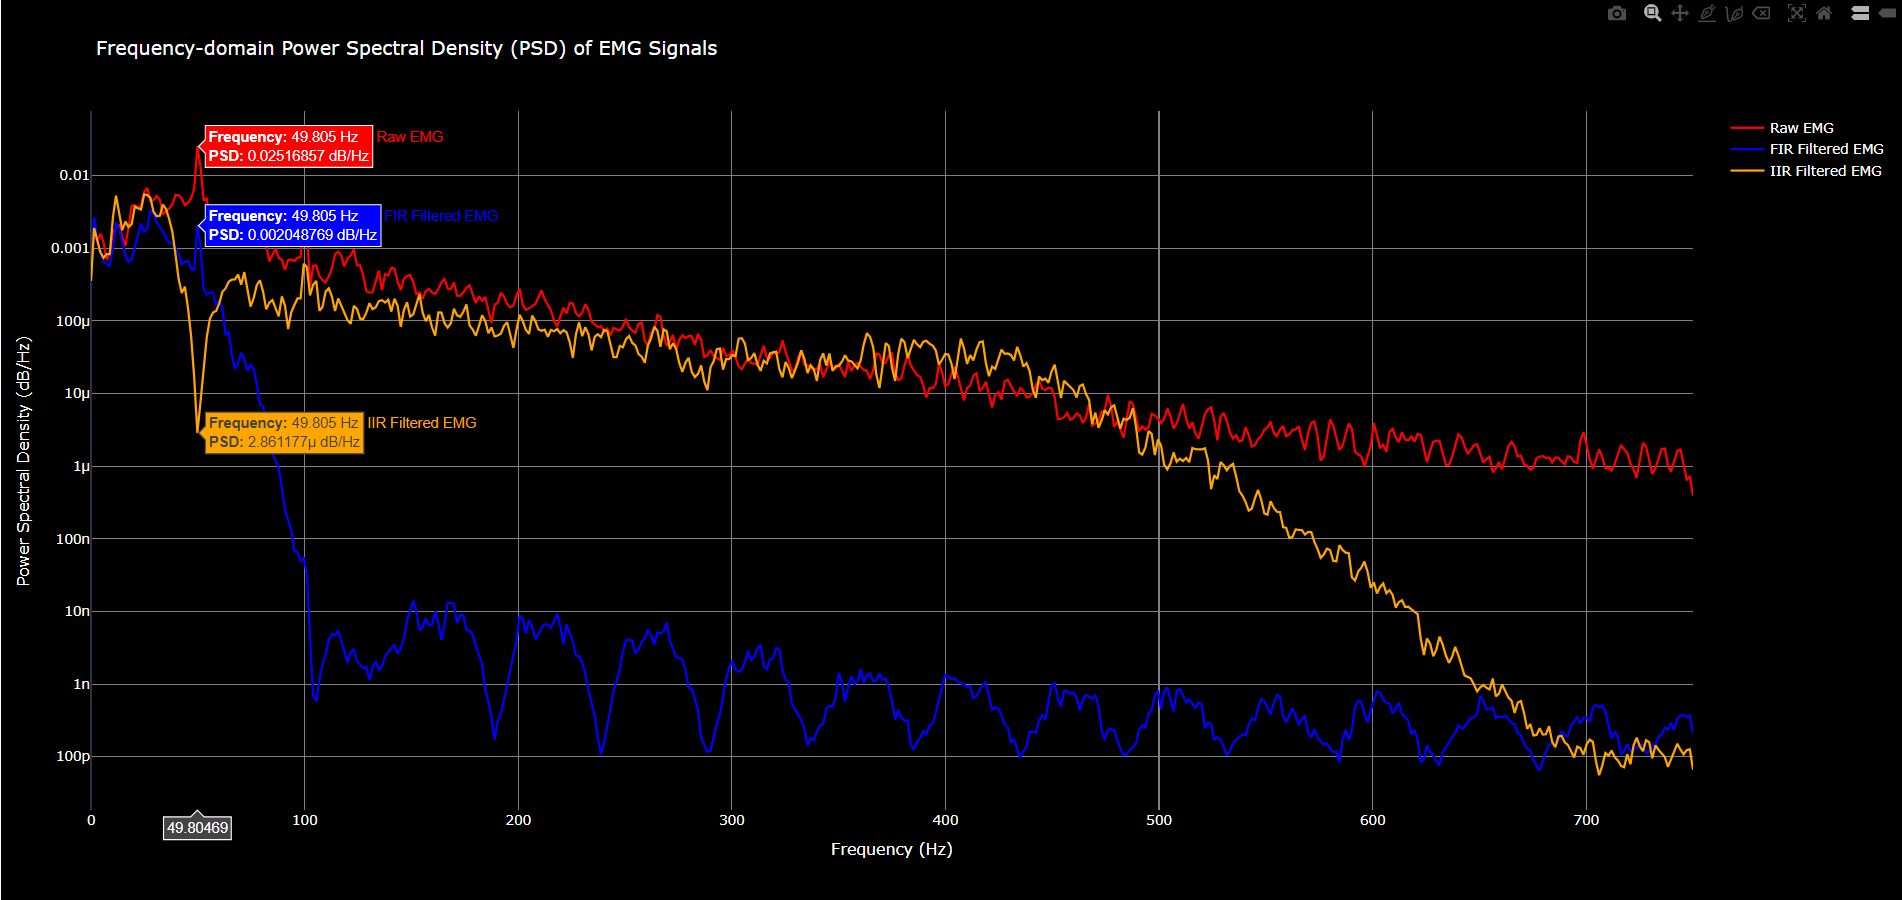 Frequency-domain Power Spectral Density (PSD) of EMG Signals
Frequency: 49.805 Hz
PSD: 0.02516857 dB/Hz
Raw EMG
Frequency: 49.805 Hz
PSD: 0.002048769 dB/Hz
FIR Filtered EMG
Frequency: 49.805 Hz
PSD: 2.861177µ dB/Hz
IIR Filtered EMG
Raw EMG
FIR Filtered EMG
IIR Filtered EMG
Power Spectral Density (dB/Hz)
0.01
0.001
100µ
10µ
1µ
100n
10n
1n
100p
0
49.80469
100
200
300
400
500
600
700
Frequency (Hz)